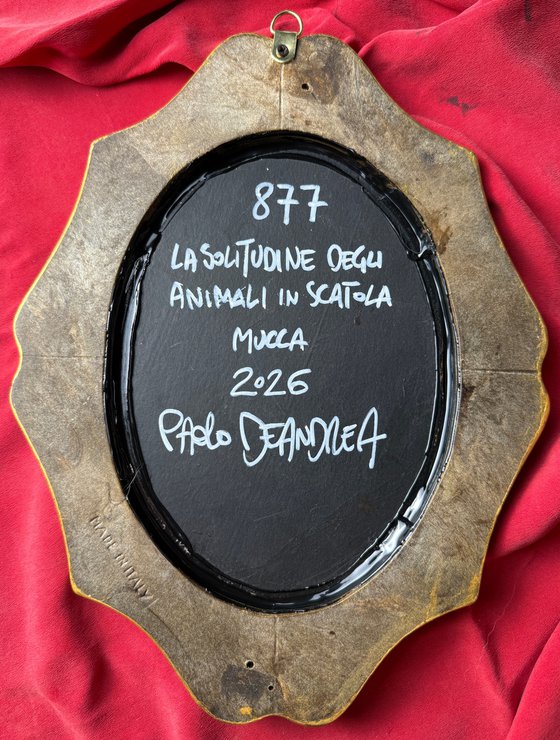 877
LA SOLITUDINE DEGLI
ANIMALI IN SCATOLA
MUCCA
2026
PAOLO DEANDREA
MADE IN ITALY